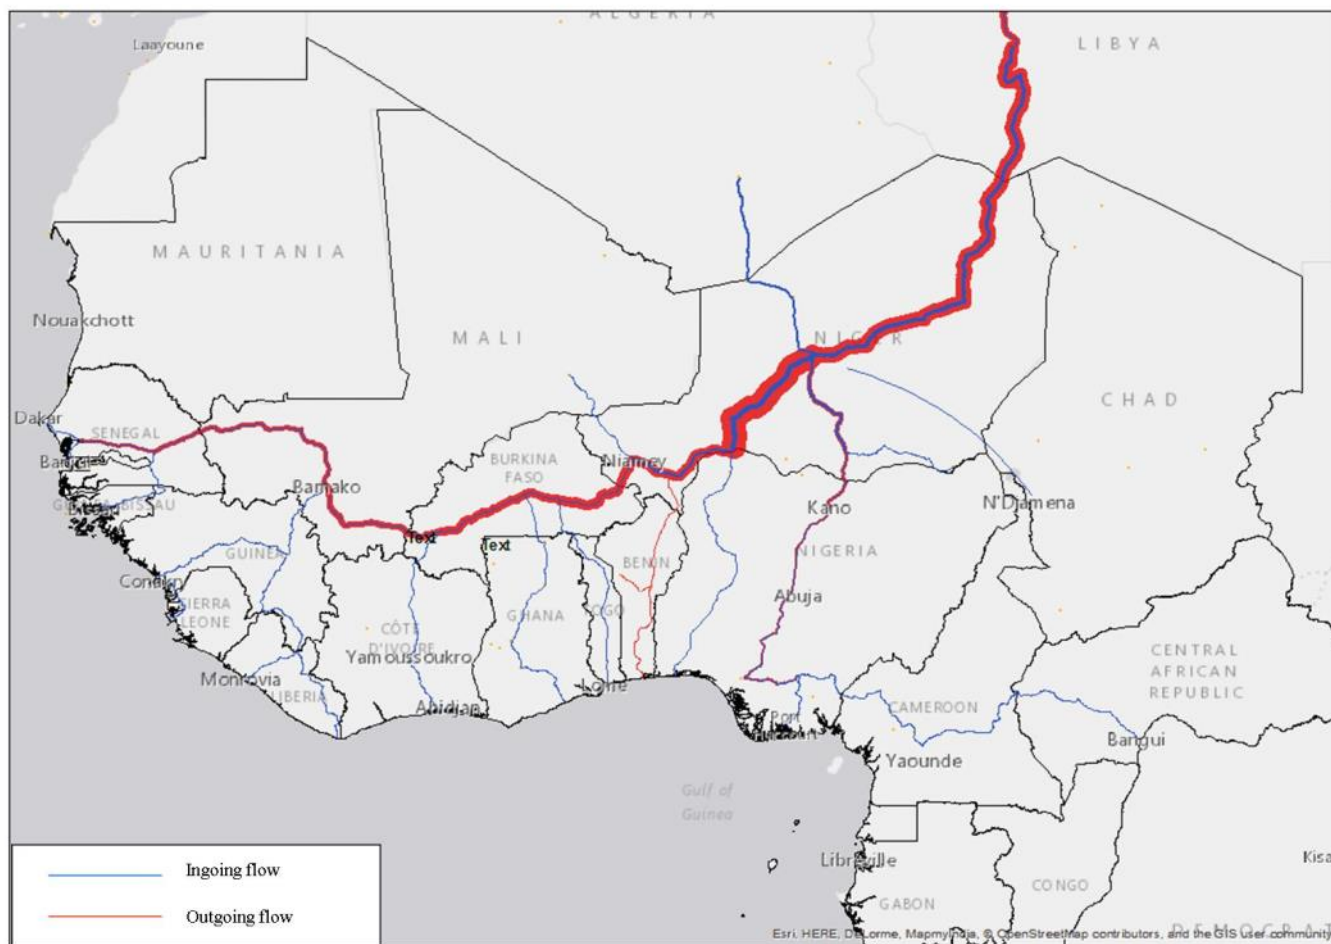 ALGERIA
Laayoune
LIBYA
MAURITANIA
Nouakchott
MALI
NIGER
CHAD
Dakar
SENEGAL
BURKINA
FASO
Niamey
Bamako
N'Djamena
Kano
Text
Text
NIGERIA
GUINEA
BENIN
Conakry
Abuja
SIERRA
LEONE
GHANA
TOGO
CÔTE
D'IVOIRE
Yamoussoukro
CENTRAL
AFRICAN
REPUBLIC
Monrovia
LIBERIA
Lome
Abidjan
CAMEROON
Port
Harcourt
Bangui
Yaounde
Gulf of
Guinea
Libreville
Kisa
Ingoing flow
CONGO
GABON
Outgoing flow
DEMOCRAT
Esri, HERE, DeLorme, MapmyIndia, © OpenStreetMap contributors, and the GIS user community